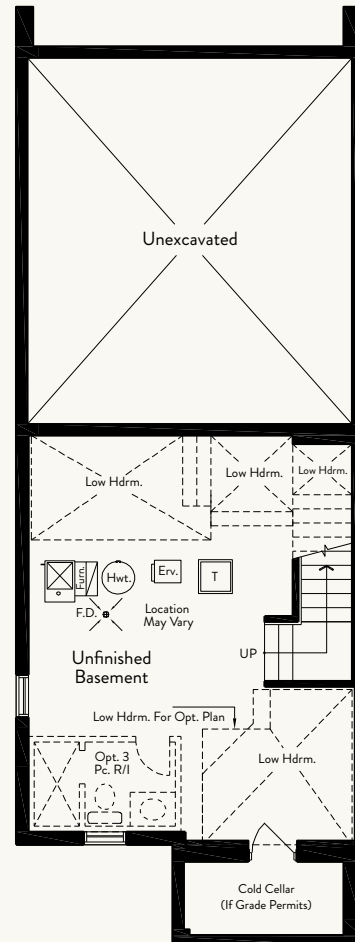 Unexcavated
Low Hdrm.
Low Hdrm.
Low Hdrm.
Furn.
Hwt.
Erv.
T
F.D.
Location
May Vary
UP
Unfinished
Basement
Low Hdrm. For Opt. Plan
Opt. 3
Pc. R/I
Low Hdrm.
Cold Cellar
(If Grade Permits)